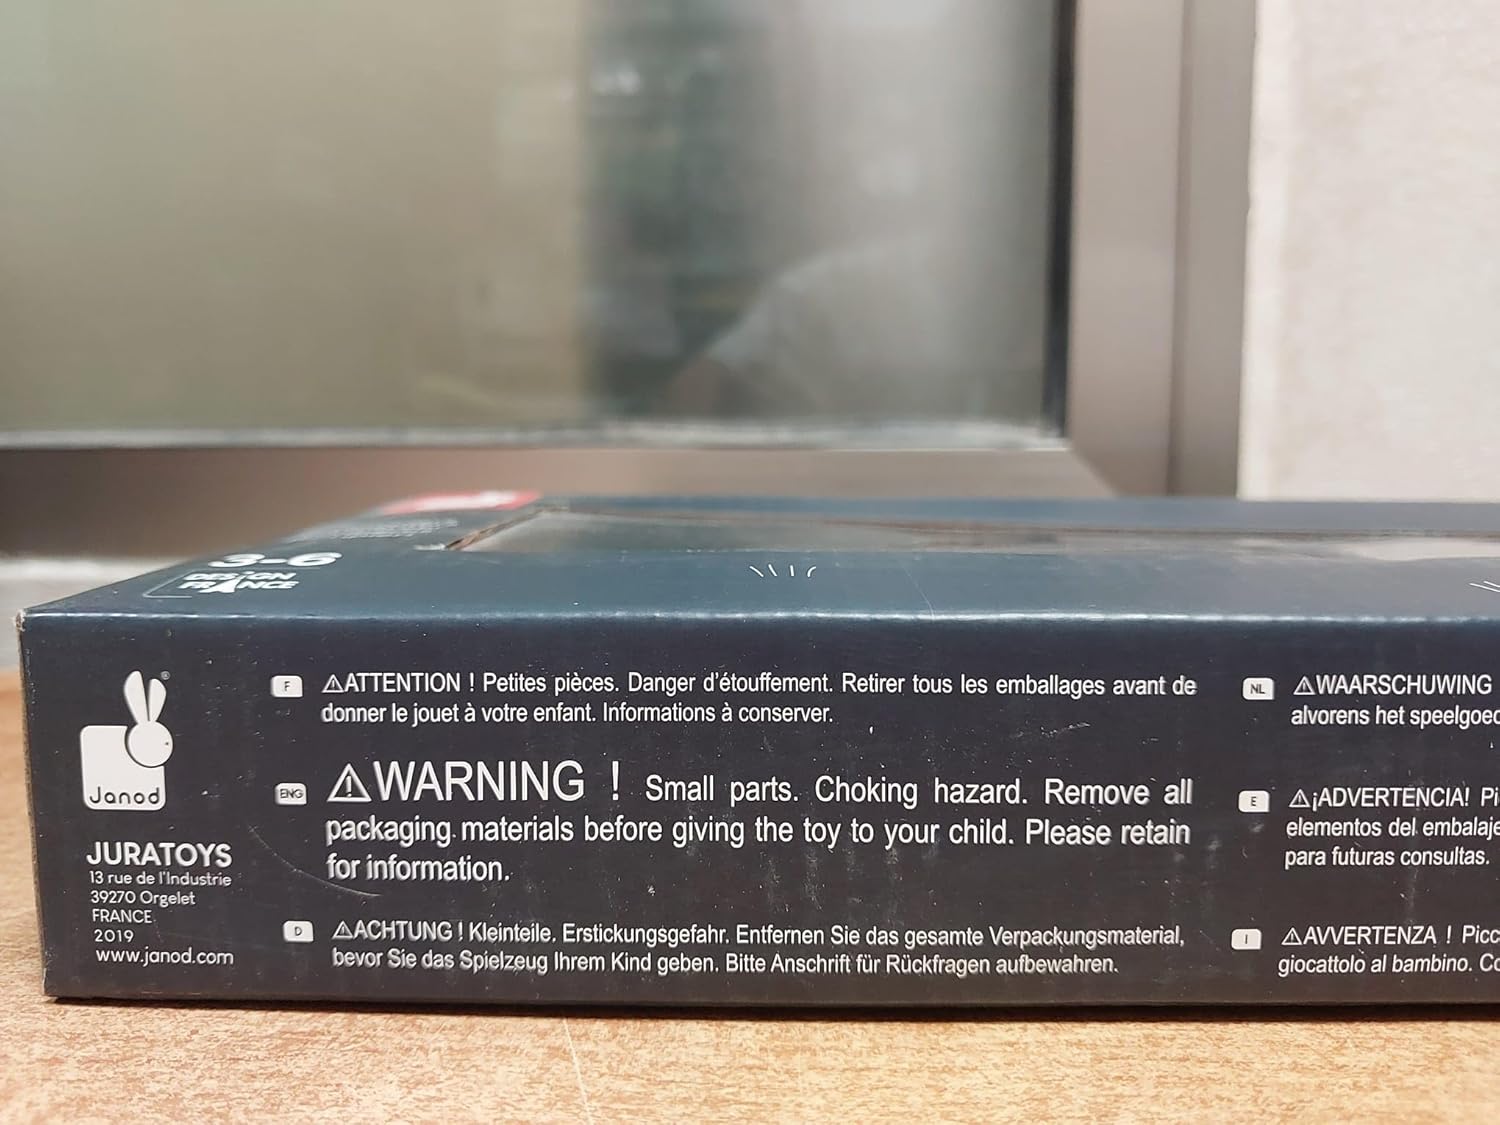 3-6
DESIGN
FRANCE
Janod
®
JURATOYS
13 rue de l'Industrie
39270 Orgelet
FRANCE
2019
www.janod.com
F
⚠ATTENTION ! Petites pièces. Danger d'étouffement. Retirer tous les emballages avant de
donner le jouet à votre enfant. Informations à conserver.
ENG
⚠WARNING ! Small parts. Choking hazard. Remove all
packaging materials before giving the toy to your child. Please retain
for information.
D
⚠ACHTUNG ! Kleinteile. Erstickungsgefahr. Entfernen Sie das gesamte Verpackungsmaterial,
bevor Sie das Spielzeug Ihrem Kind geben. Bitte Anschrift für Rückfragen aufbewahren.
NL
⚠WAARSCHUWING
alvorens het speelgoed
E
⚠¡ADVERTENCIA! Pi
elementos del embalaje
para futuras consultas.
I
⚠AVVERTENZA ! Picc
giocattolo al bambino. Co